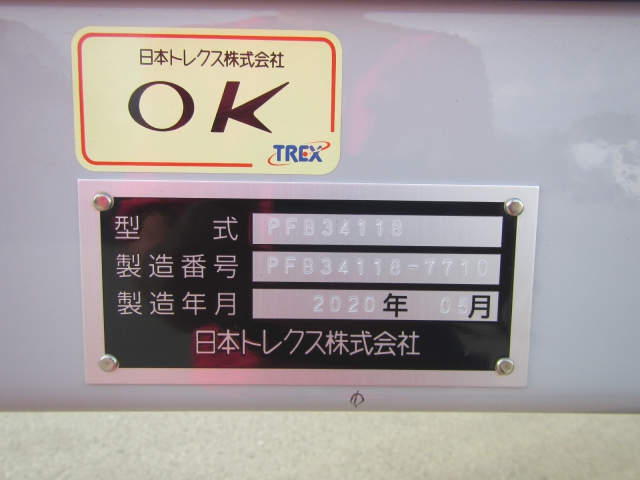 日本トレクス株式会社
OK
TREX
型 式 PFB34118
製造番号 PFB34118-7710
製造年月 2020年 05月
日本トレクス株式会社